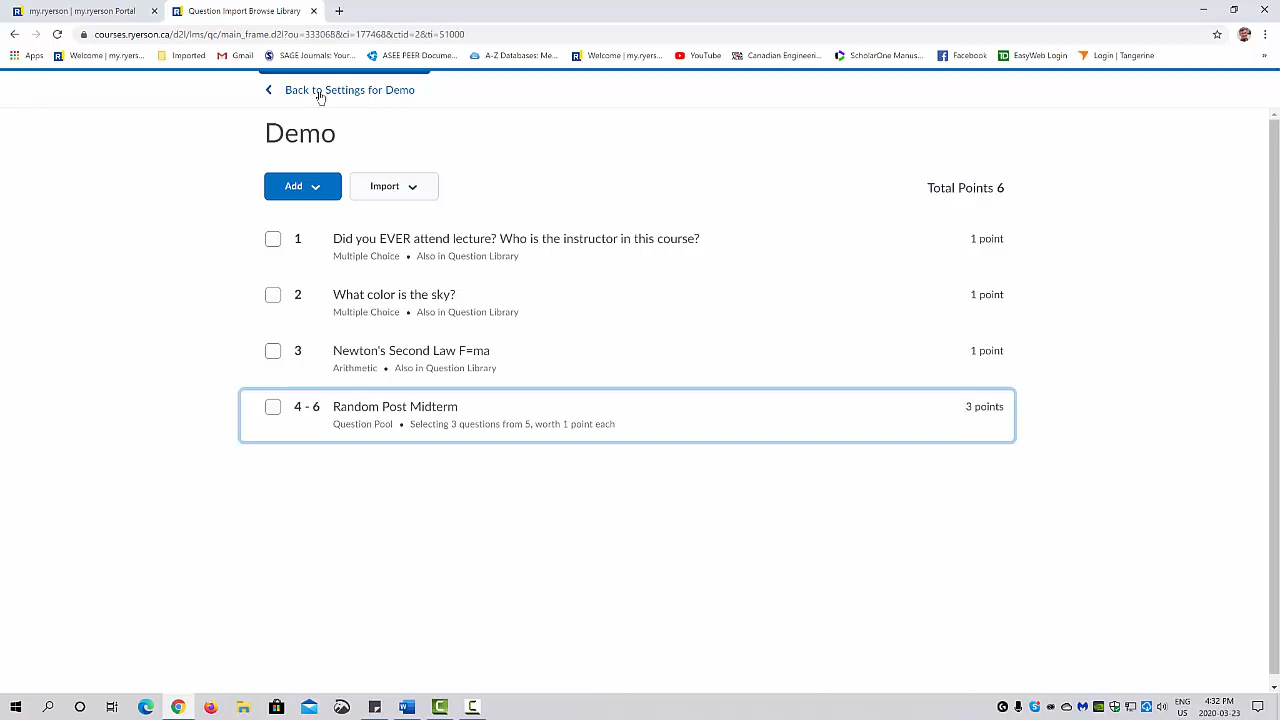 my.ryerson | my.ryerson Portal
Question Import Browse Library
courses.ryerson.ca/d2l/lms/qc/main_frame.d2l?ou=333068&ci=177468&ctid=2&ti=51000
Apps Welcome | my.ryers... Imported Gmail SAGE Journals: Your... ASEE PEER Docume... A-Z Databases: Me... Welcome | my.ryers... YouTube Canadian Engineeri... ScholarOne Manus... Facebook EasyWeb Login Login | Tangerine »
Back to Settings for Demo
Demo
Add Import Total Points 6
1 Did you EVER attend lecture? Who is the instructor in this course? 1 point
Multiple Choice • Also in Question Library
2 What color is the sky? 1 point
Multiple Choice • Also in Question Library
3 Newton's Second Law F=ma 1 point
Arithmetic • Also in Question Library
4 - 6 Random Post Midterm 3 points
Question Pool • Selecting 3 questions from 5, worth 1 point each
ENG 4:32 PM
US 2020-03-23